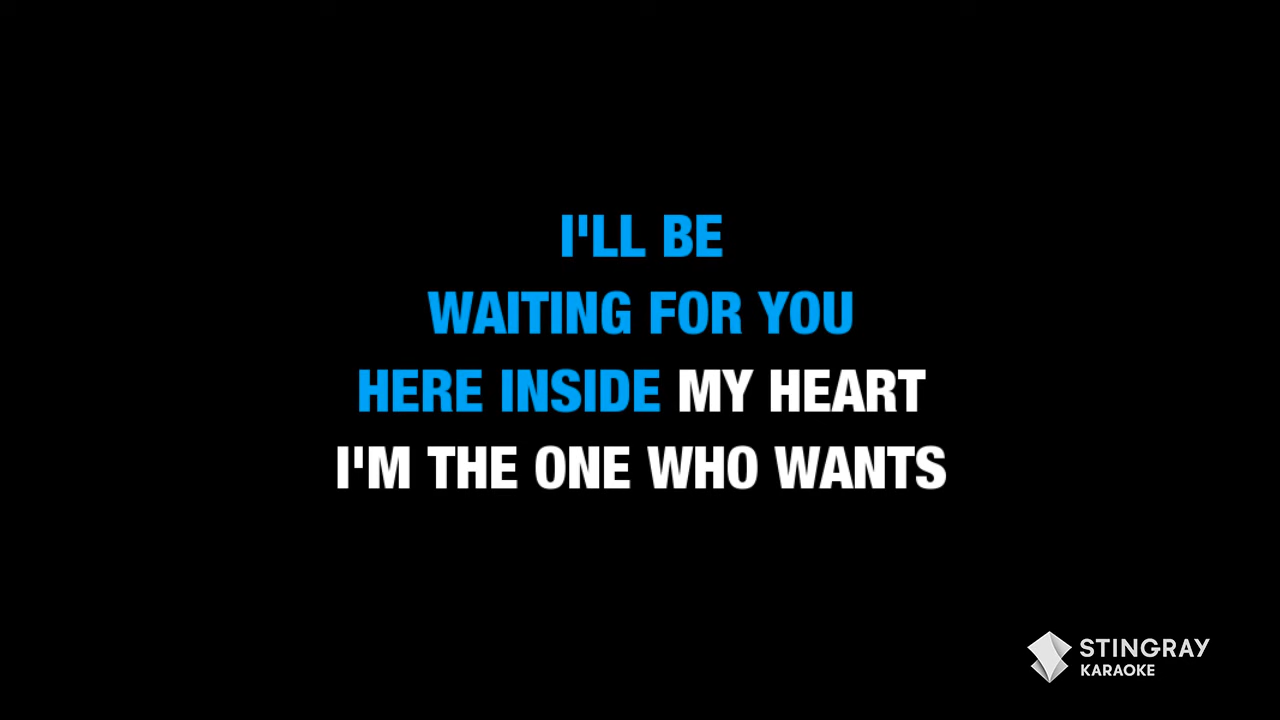 I'LL BE
WAITING FOR YOU
HERE INSIDE MY HEART
I'M THE ONE WHO WANTS
STINGRAY
KARAOKE